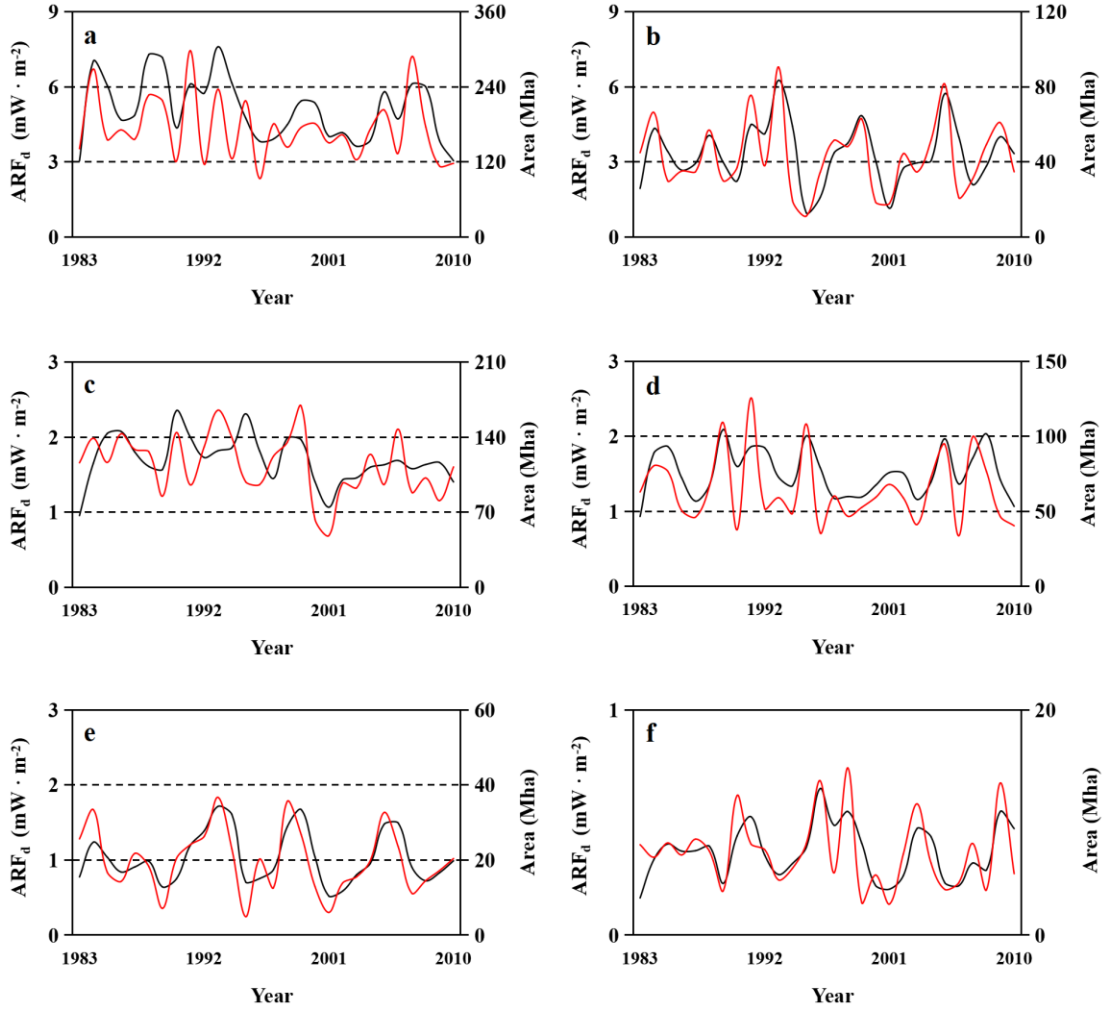 a
9
6
3
0
360
240
120
0
ARFd (mW · m-2)
Area (Mha)
1983
1992
2001
2010
Year
b
9
6
3
0
120
80
40
0
ARFd (mW · m-2)
Area (Mha)
1983
1992
2001
2010
Year
c
3
2
1
0
210
140
70
0
ARFd (mW · m-2)
Area (Mha)
1983
1992
2001
2010
Year
d
3
2
1
0
150
100
50
0
ARFd (mW · m-2)
Area (Mha)
1983
1992
2001
2010
Year
e
3
2
1
0
60
40
20
0
ARFd (mW · m-2)
Area (Mha)
1983
1992
2001
2010
Year
f
1
0
20
0
ARFd (mW · m-2)
Area (Mha)
1983
1992
2001
2010
Year